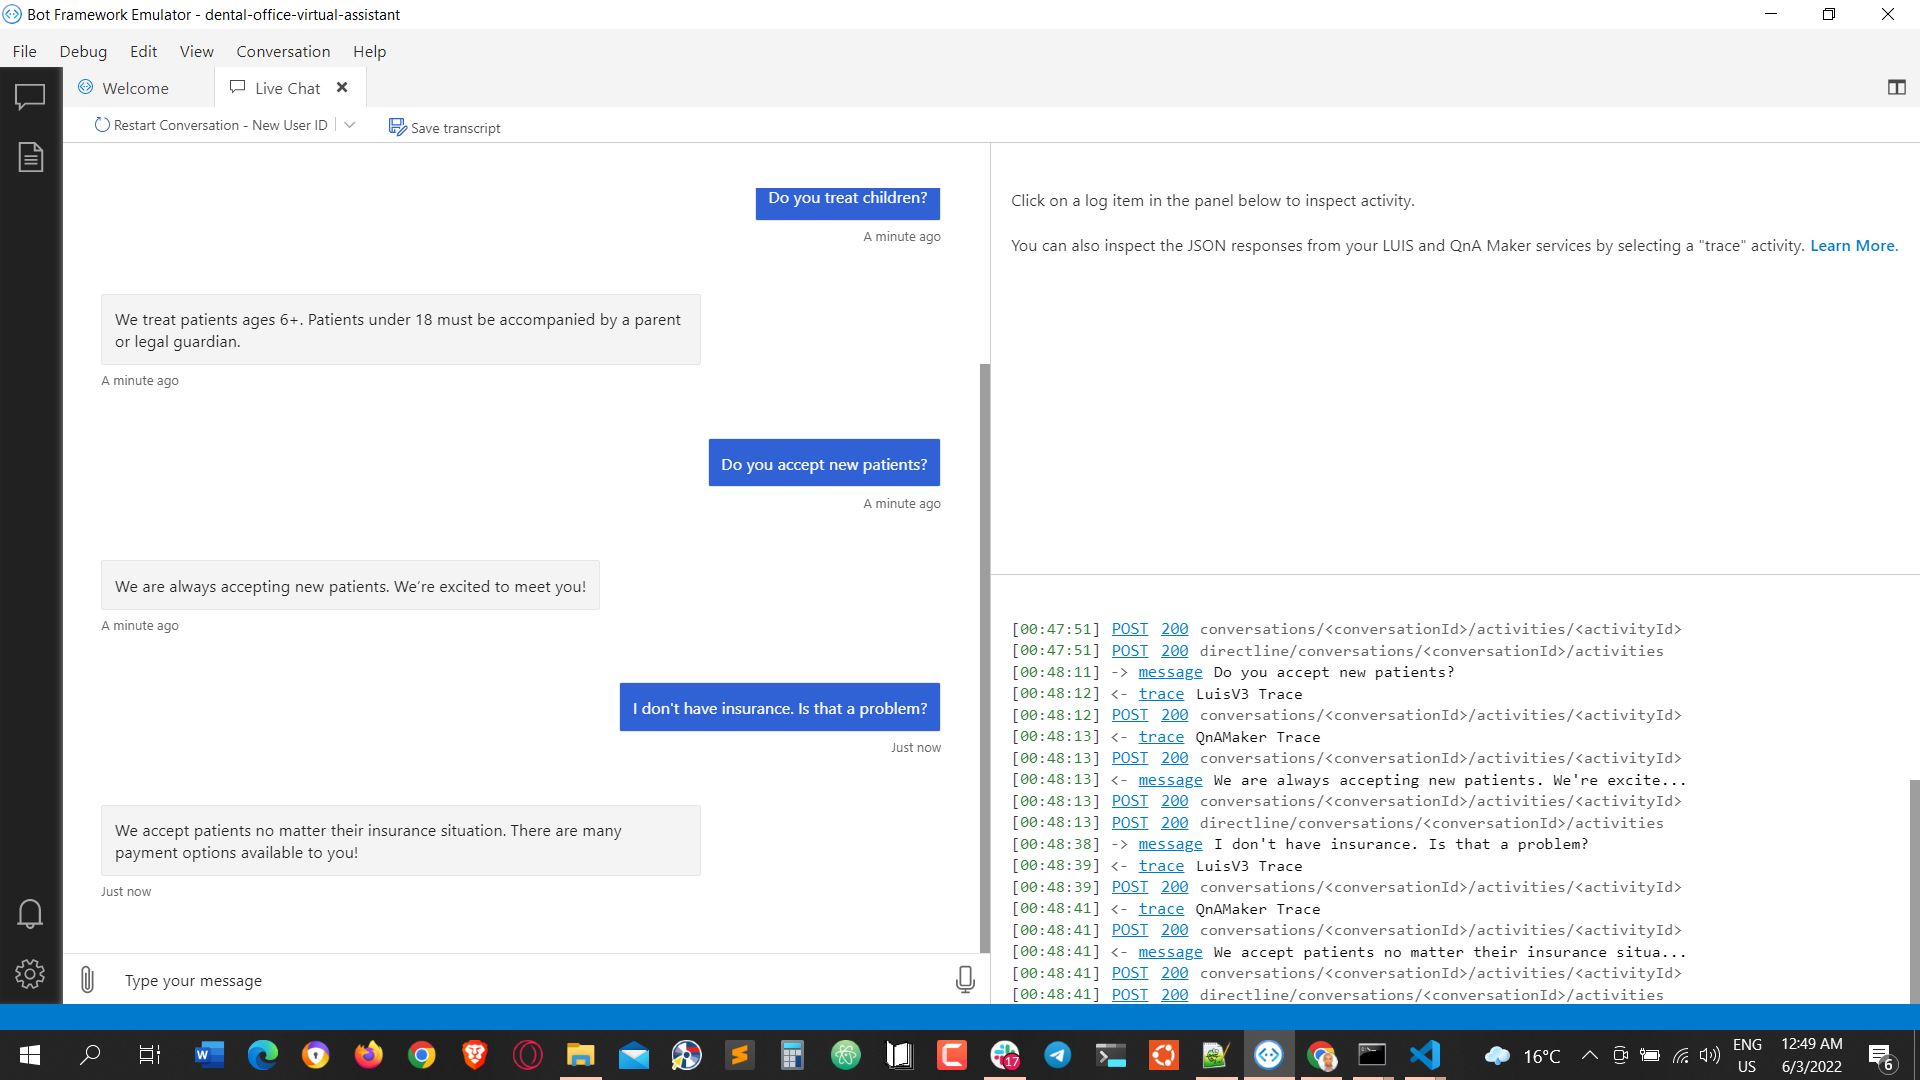 Bot Framework Emulator - dental-office-virtual-assistant
File Debug Edit View Conversation Help
Welcome
Live Chat
Restart Conversation - New User ID
Save transcript
Do you treat children?
A minute ago
We treat patients ages 6+. Patients under 18 must be accompanied by a parent
or legal guardian.
A minute ago
Do you accept new patients?
A minute ago
We are always accepting new patients. We're excited to meet you!
A minute ago
I don't have insurance. Is that a problem?
Just now
We accept patients no matter their insurance situation. There are many
payment options available to you!
Just now
Type your message
Click on a log item in the panel below to inspect activity.
You can also inspect the JSON responses from your LUIS and QnA Maker services by selecting a "trace" activity. Learn More.
[00:47:51] POST 200 conversations/<conversationId>/activities/<activityId>
[00:47:51] POST 200 directline/conversations/<conversationId>/activities
[00:48:11] -> message Do you accept new patients?
[00:48:12] <- trace LuisV3 Trace
[00:48:12] POST 200 conversations/<conversationId>/activities/<activityId>
[00:48:13] <- trace QnAMaker Trace
[00:48:13] POST 200 conversations/<conversationId>/activities/<activityId>
[00:48:13] <- message We are always accepting new patients. We're excite...
[00:48:13] POST 200 conversations/<conversationId>/activities/<activityId>
[00:48:13] POST 200 directline/conversations/<conversationId>/activities
[00:48:38] -> message I don't have insurance. Is that a problem?
[00:48:39] <- trace LuisV3 Trace
[00:48:39] POST 200 conversations/<conversationId>/activities/<activityId>
[00:48:41] <- trace QnAMaker Trace
[00:48:41] POST 200 conversations/<conversationId>/activities/<activityId>
[00:48:41] <- message We accept patients no matter their insurance situa...
[00:48:41] POST 200 conversations/<conversationId>/activities/<activityId>
[00:48:41] POST 200 directline/conversations/<conversationId>/activities
W
17
16°C
ENG
US
12:49 AM
6/3/2022
6